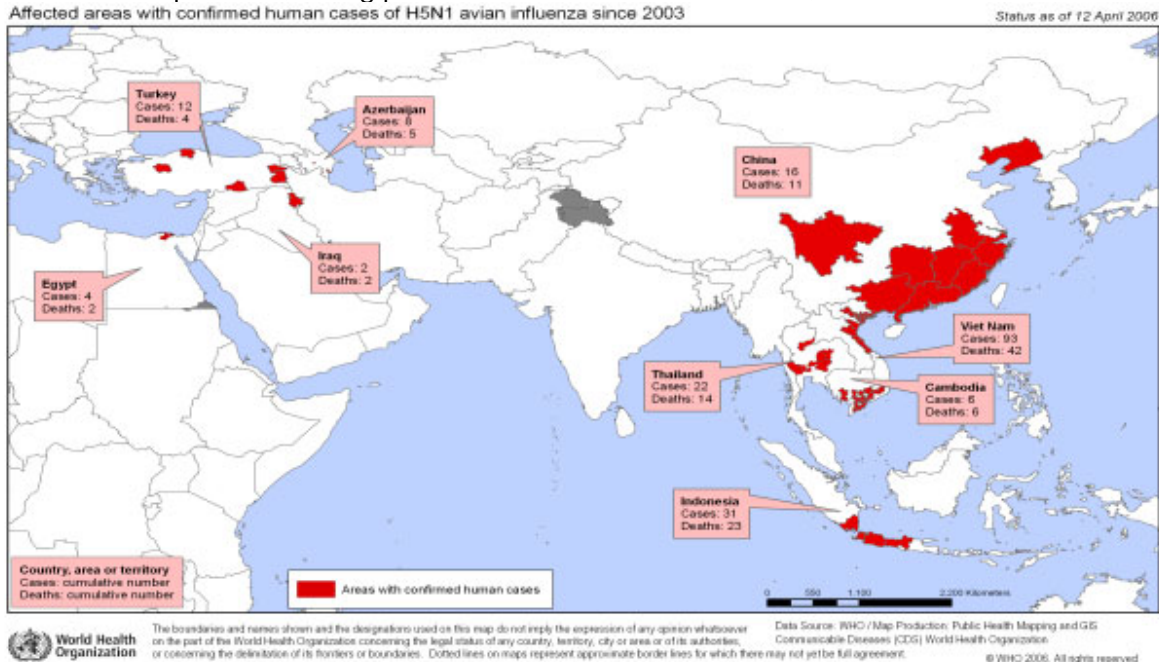 Affected areas with confirmed human cases of H5N1 avian influenza since 2003
Status as of 12 April 2006
Turkey
Cases: 12
Deaths: 4
Azerbaijan
Cases: 8
Deaths: 5
China
Cases: 16
Deaths: 11
Iraq
Cases: 2
Deaths: 2
Egypt
Cases: 4
Deaths: 2
Viet Nam
Cases: 93
Deaths: 42
Thailand
Cases: 22
Deaths: 14
Cambodia
Cases: 6
Deaths: 6
Indonesia
Cases: 31
Deaths: 23
Country, area or territory
Cases: cumulative number
Deaths: cumulative number
Areas with confirmed human cases
0 550 1,100 2,200 Kilometers
World Health
Organization
The boundaries and names shown and the designations used on this map do not imply the expression of any opinion whatsoever
on the part of the World Health Organization concerning the legal status of any country, territory, city or area or of its authorities,
or concerning the delimitation of its frontiers or boundaries. Dotted lines on maps represent approximate border lines for which there may not yet be full agreement.
Data Source: WHO / Map Production: Public Health Mapping and GIS
Communicable Diseases (CDS) World Health Organization
© WHO 2006. All rights reserved